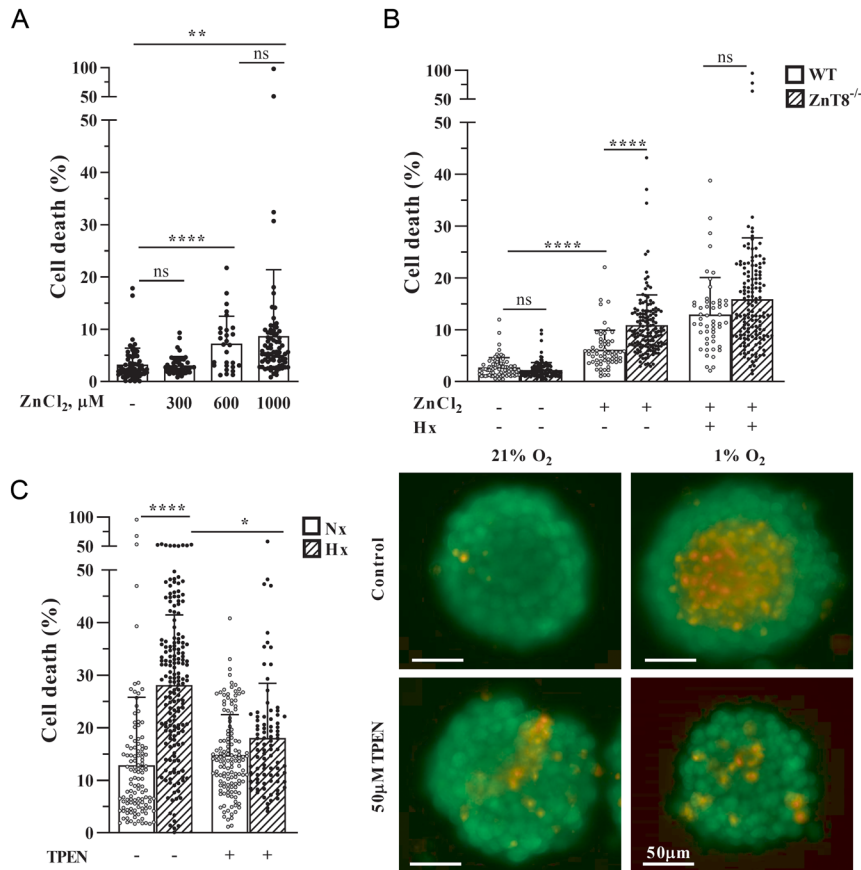 A
**
ns
100
50
50
40
30
20
10
0
Cell death (%)
****
ns
ZnCl₂, μM - 300 600 1000
B
ns
WT
ZnT8⁻/⁻
100
50
50
40
30
20
10
0
Cell death (%)
****
****
ns
ZnCl₂ - - + + + +
Hx - - - - + +
C
****
*
Nx
Hx
100
50
50
40
30
20
10
0
Cell death (%)
TPEN - - + +
21% O₂ 1% O₂
Control
50μM TPEN
50μm